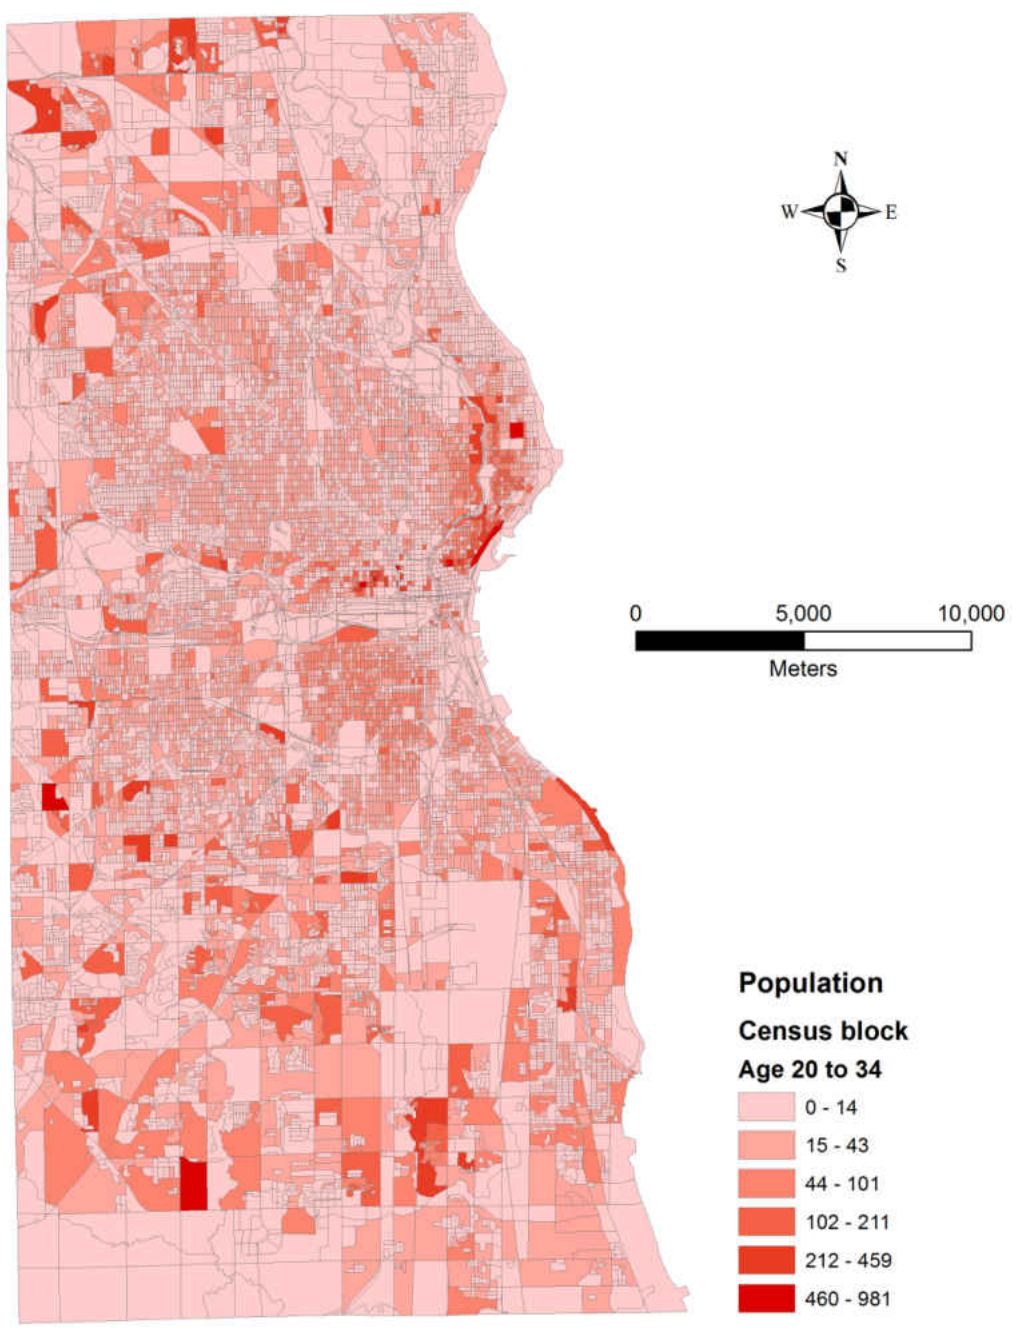 N
W E
S
0 5,000 10,000
Meters
Population
Census block
Age 20 to 34
0 - 14
15 - 43
44 - 101
102 - 211
212 - 459
460 - 981